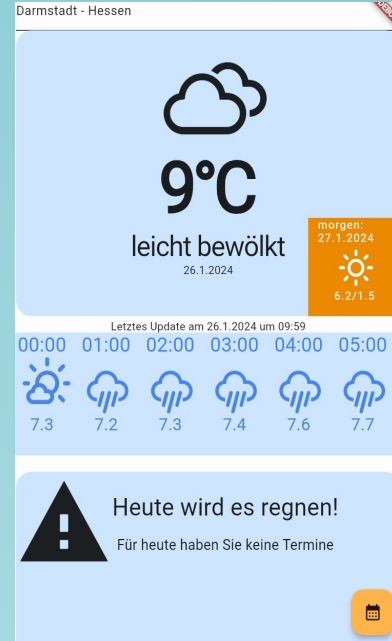 Darmstadt - Hessen
9°C
leicht bewölkt
26.1.2024
morgen:
27.1.2024
6.2/1.5
Letztes Update am 26.1.2024 um 09:59
00:00 01:00 02:00 03:00 04:00 05:00
7.3 7.2 7.3 7.4 7.6 7.7
Heute wird es regnen!
Für heute haben Sie keine Termine